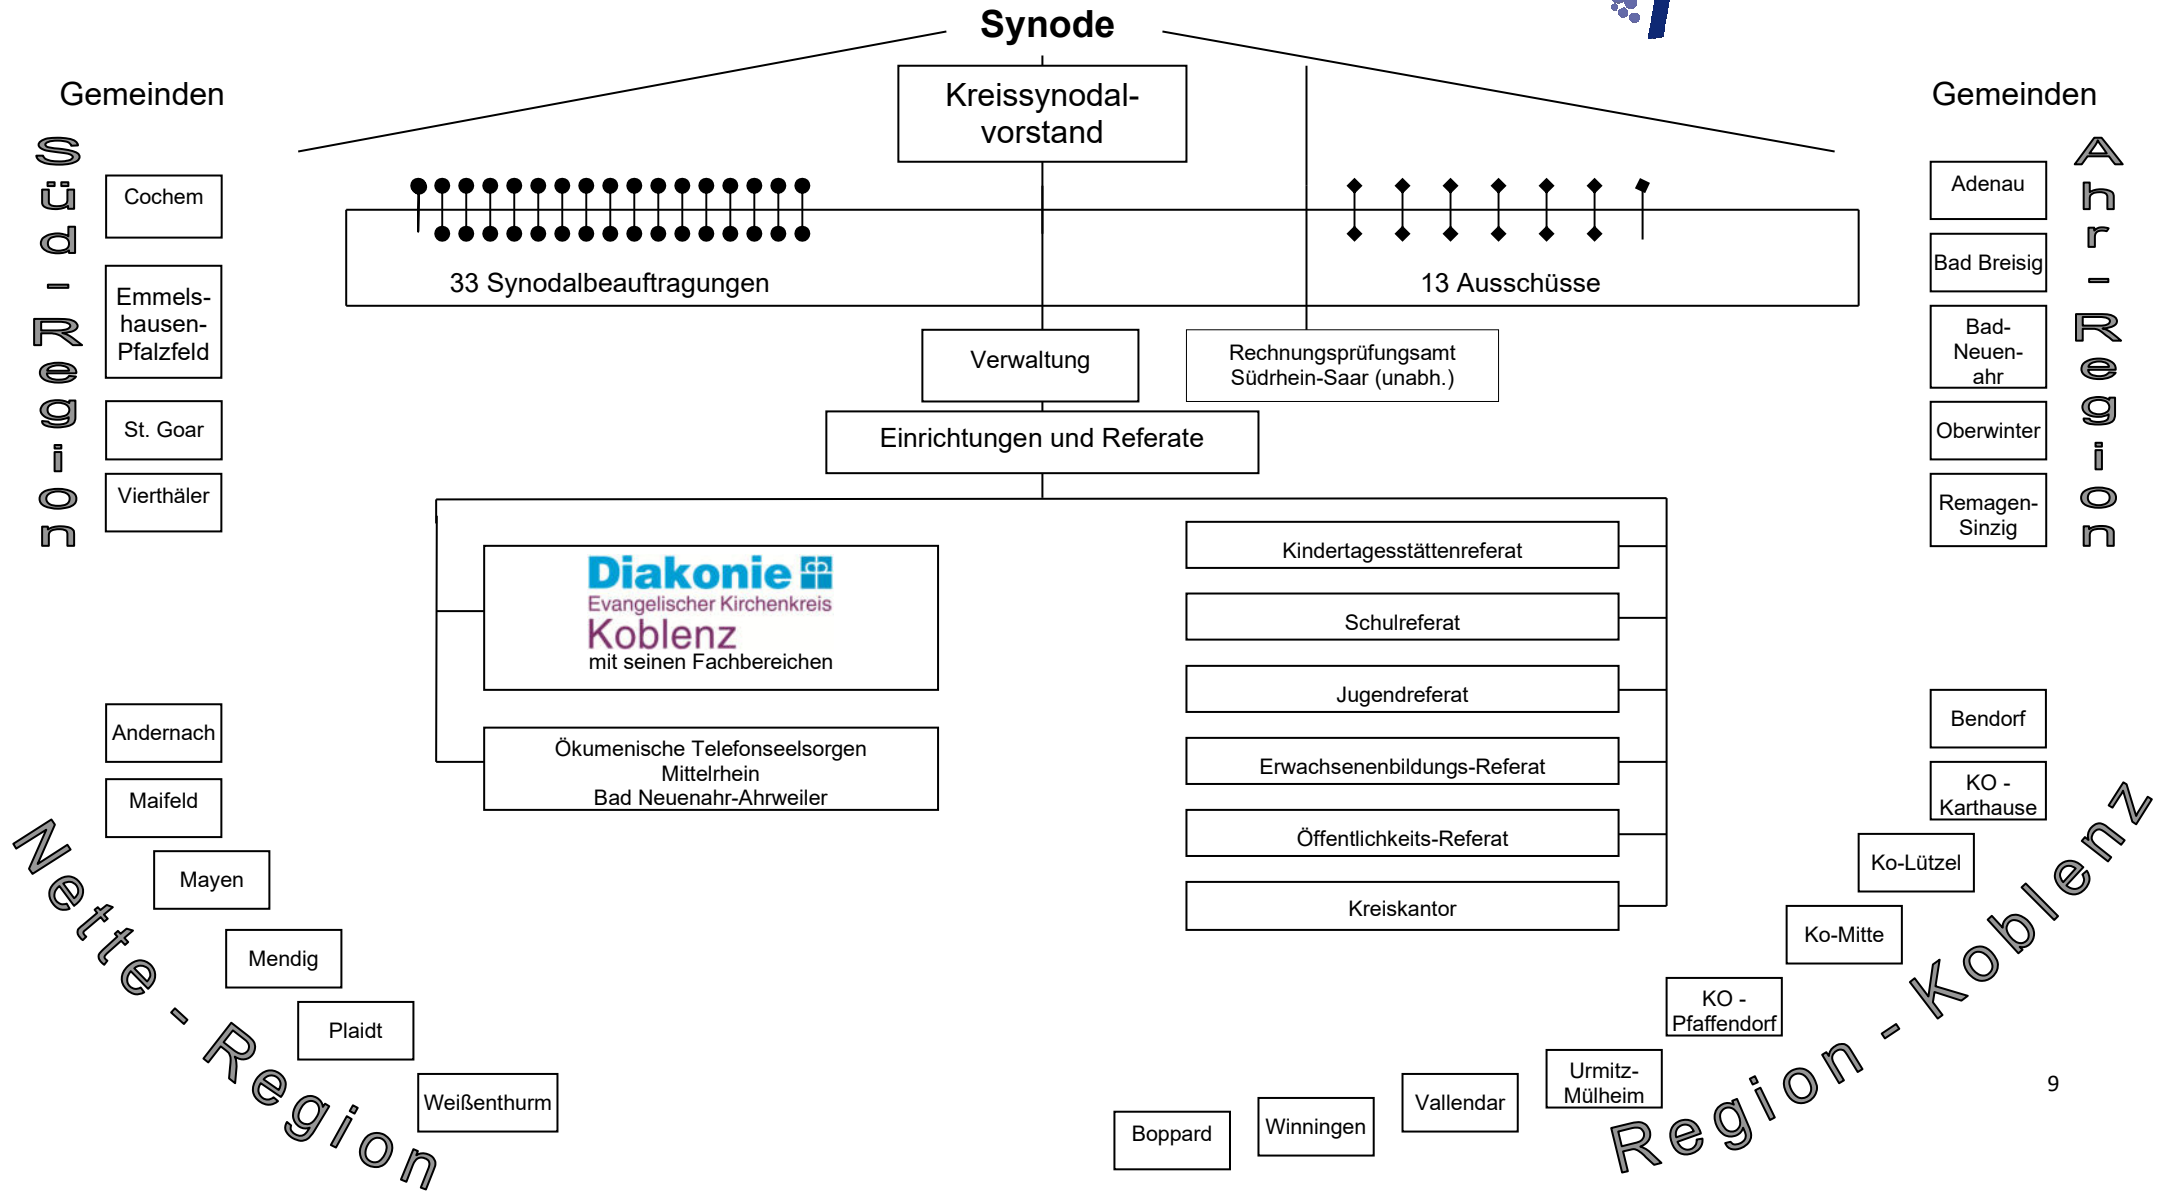 Synode
Kreissynodal-
vorstand
Gemeinden
Süd-Region
Cochem
Emmels-
hausen-
Pfalzfeld
St. Goar
Vierthäler
33 Synodalbeauftragungen
13 Ausschüsse
Verwaltung
Rechnungsprüfungsamt
Südrhein-Saar (unabh.)
Einrichtungen und Referate
Diakonie
Evangelischer Kirchenkreis
Koblenz
mit seinen Fachbereichen
Ökumenische Telefonseelsorgen
Mittelrhein
Bad Neuenahr-Ahrweiler
Kindertagesstättenreferat
Schulreferat
Jugendreferat
Erwachsenenbildungs-Referat
Öffentlichkeits-Referat
Kreiskantor
Gemeinden
Ahr-Region
Adenau
Bad Breisig
Bad-
Neuen-
ahr
Oberwinter
Remagen-
Sinzig
Nette - Region
Andernach
Maifeld
Mayen
Mendig
Plaidt
Weißenthurm
Region - Koblenz
Bendorf
KO -
Karthause
Ko-Lützel
Ko-Mitte
KO -
Pfaffendorf
Urmitz-
Mülheim
Vallendar
Winningen
Boppard
9